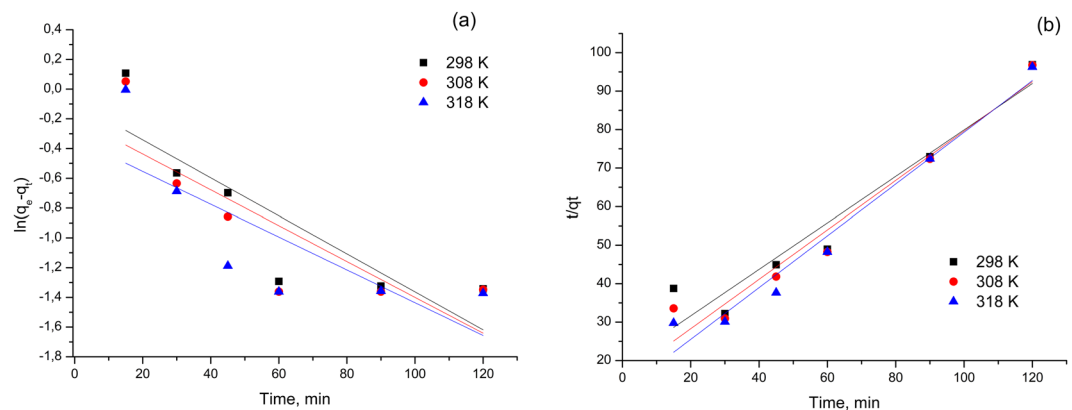 (a)
0,4
0,2
0,0
-0,2
-0,4
-0,6
-0,8
-1,0
-1,2
-1,4
-1,6
-1,8
ln(qe-qt)
298 K
308 K
318 K
0 20 40 60 80 100 120
Time, min
(b)
100
90
80
70
60
50
40
30
20
t/qt
298 K
308 K
318 K
0 20 40 60 80 100 120
Time, min